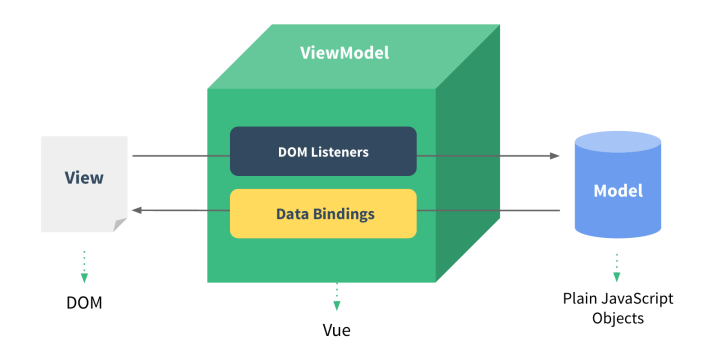 ViewModel
DOM Listeners
View
Model
Data Bindings
DOM
Plain JavaScript
Objects
Vue